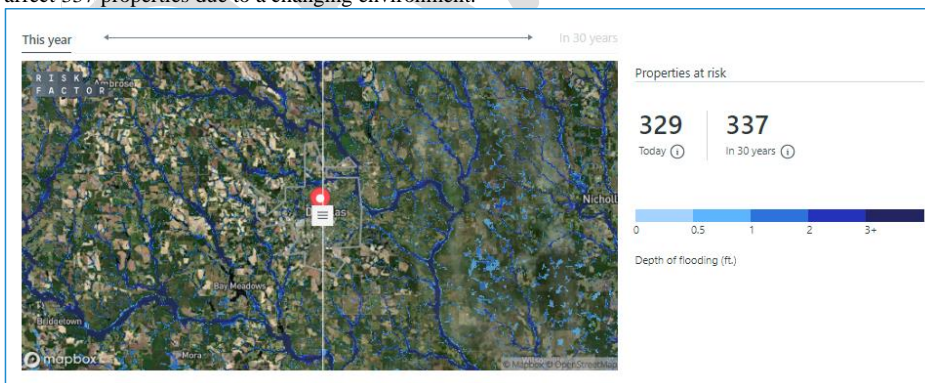 affect 337 properties due to a changing environment.
This year
In 30 years
RISK
FACTOR
Ambrose
Properties at risk
329
337
Today
In 30 years
Nicholl
0 0.5 1 2 3+
Depth of flooding (ft.)
Bay Meadows
Bridgetown
Mora
mapbox
© Mapbox © OpenStreetMap